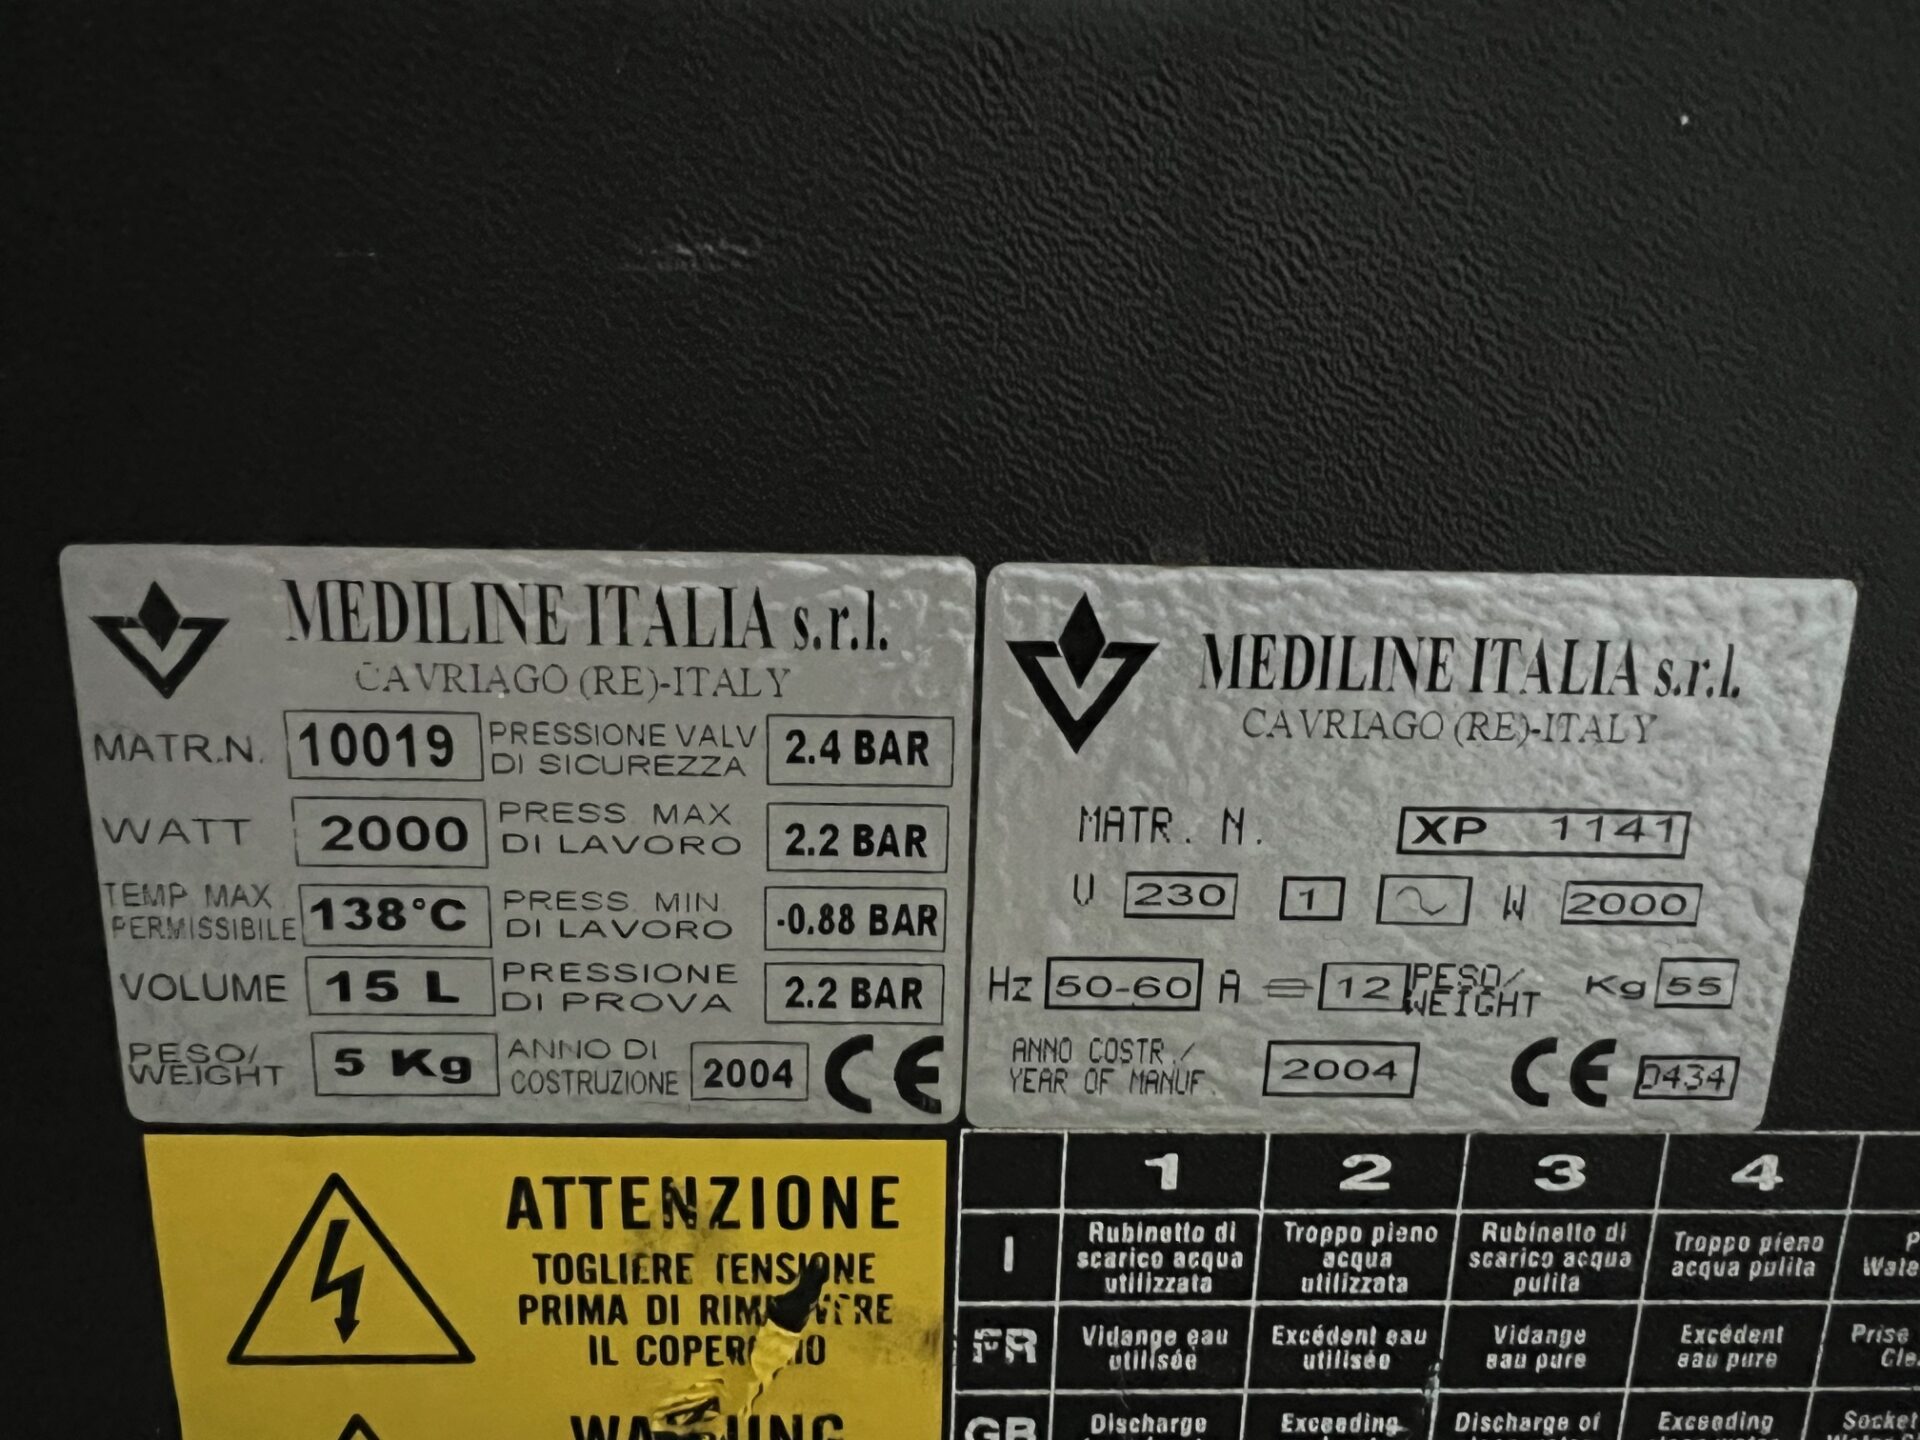 MEDILINE ITALIA s.r.l.
CAVRIAGO (RE)-ITALY
MATR.N. 10019 PRESSIONE VALV DI SICUREZZA 2.4 BAR
WATT 2000 PRESS MAX DI LAVORO 2.2 BAR
TEMP MAX PERMISSIBILE 138°C PRESS MIN DI LAVORO -0.88 BAR
VOLUME 15 L PRESSIONE DI PROVA 2.2 BAR
PESO/WEIGHT 5 Kg ANNO DI COSTRUZIONE 2004 CE
MEDILINE ITALIA s.r.l.
CAVRIAGO (RE)-ITALY
MATR. N. XP 1141
V 230 1 ~ W 2000
Hz 50-60 A 12 PESO/WEIGHT Kg 55
ANNO COSTR./YEAR OF MANUF. 2004 CE 0434
ATTENZIONE
TOGLIERE TENSIONE
PRIMA DI RIMUOVERE
IL COPERCHIO
WARNING
1 2 3 4
I Rubinetto di scarico acqua utilizzata Troppo pieno acqua utilizzata Rubinetto di scarico acqua pulita Troppo pieno acqua pulita
FR Vidange eau utilisée Excédent eau utilisée Vidange eau pure Excédent eau pure Prise
GB Discharge Exceeding Discharge of Exceeding Socket